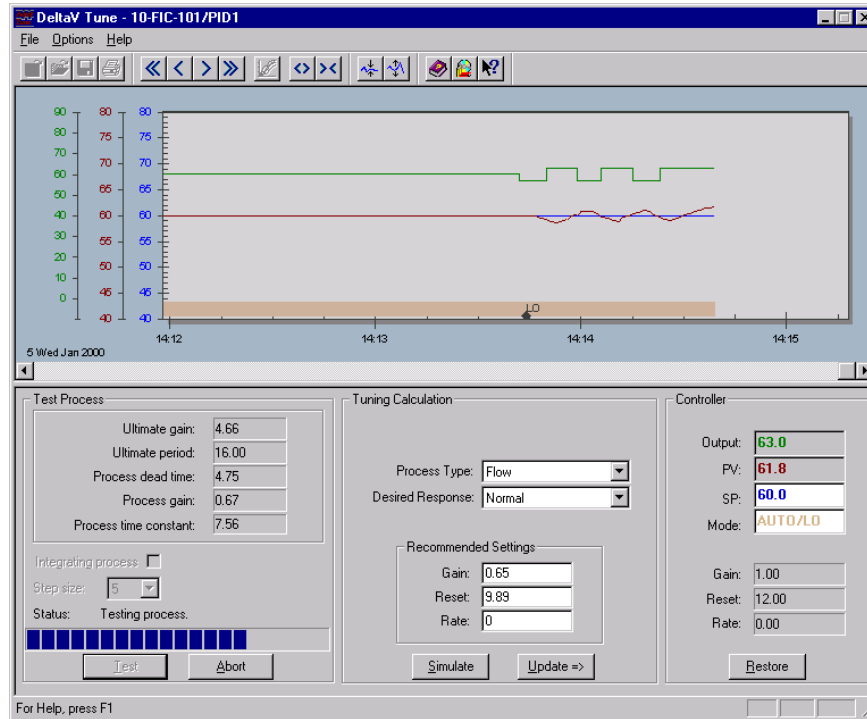 DeltaV Tune - 10-FIC-101/PID1
File Options Help
90 80 80
80 75 75
70 70 70
60 65 65
50 60 60
40 55 55
30 50 50
20 45 45
10 40 40
0
LO
14:12 14:13 14:14 14:15
5 Wed Jan 2000
Test Process
Ultimate gain: 4.66
Ultimate period: 16.00
Process dead time: 4.75
Process gain: 0.67
Process time constant: 7.56
Integrating process
Step size: 5
Status: Testing process.
Test Abort
Tuning Calculation
Process Type: Flow
Desired Response: Normal
Recommended Settings
Gain: 0.65
Reset: 9.89
Rate: 0
Simulate Update =>
Controller
Output: 63.0
PV: 61.8
SP: 60.0
Mode: AUTO/LO
Gain: 1.00
Reset: 12.00
Rate: 0.00
Restore
For Help, press F1